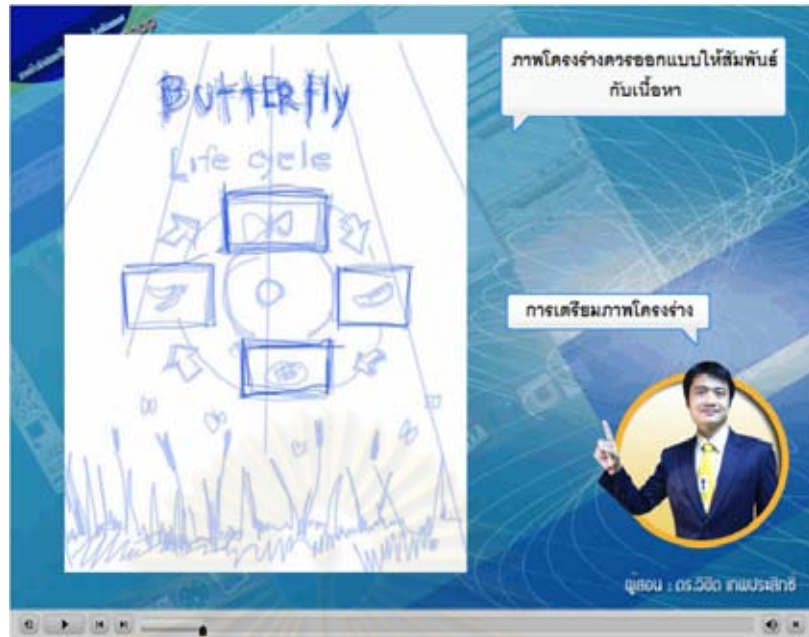 ภาพโครงร่างควรออกแบบให้สัมพันธ์
กับเนื้อหา
Butterfly
Life cycle
การเตรียมภาพโครงร่าง
ผู้สอน : ดร.วิชิต เทพประสิทธิ์